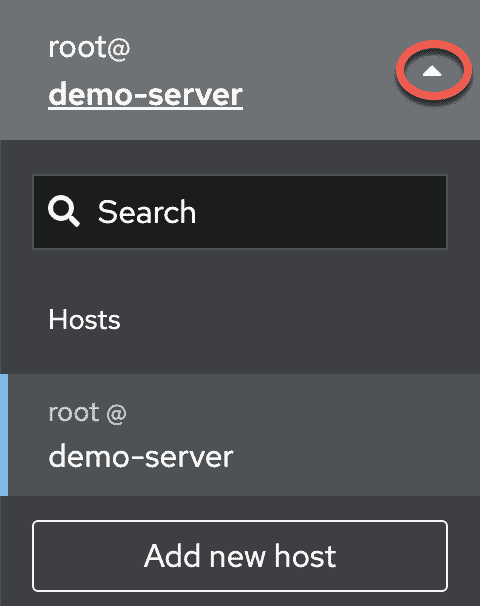 root@
demo-server
Search
Hosts
root @
demo-server
Add new host